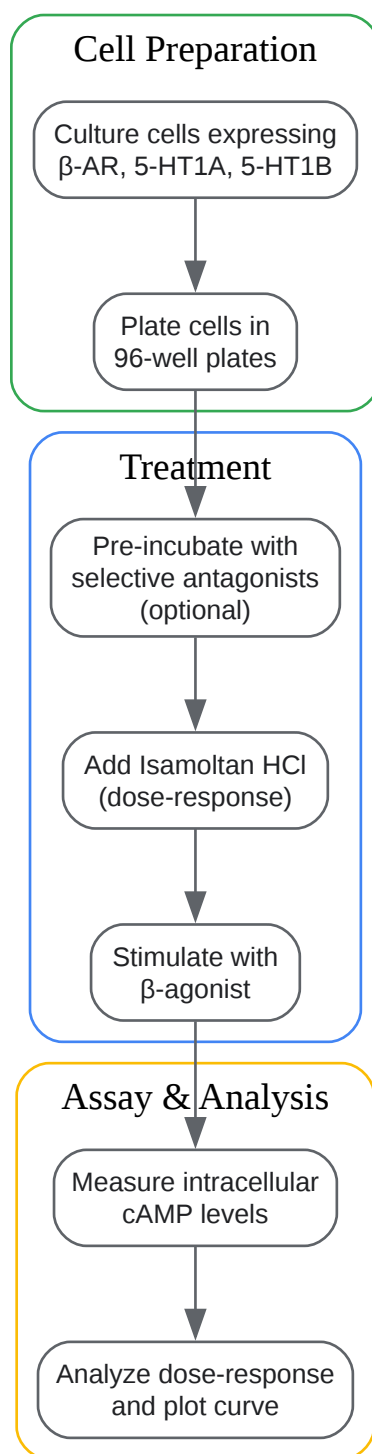 Cell Preparation
Culture cells expressing
β-AR, 5-HT1A, 5-HT1B
Plate cells in
96-well plates
Treatment
Pre-incubate with
selective antagonists
(optional)
Add Isamoltan HCl
(dose-response)
Stimulate with
β-agonist
Assay & Analysis
Measure intracellular
cAMP levels
Analyze dose-response
and plot curve